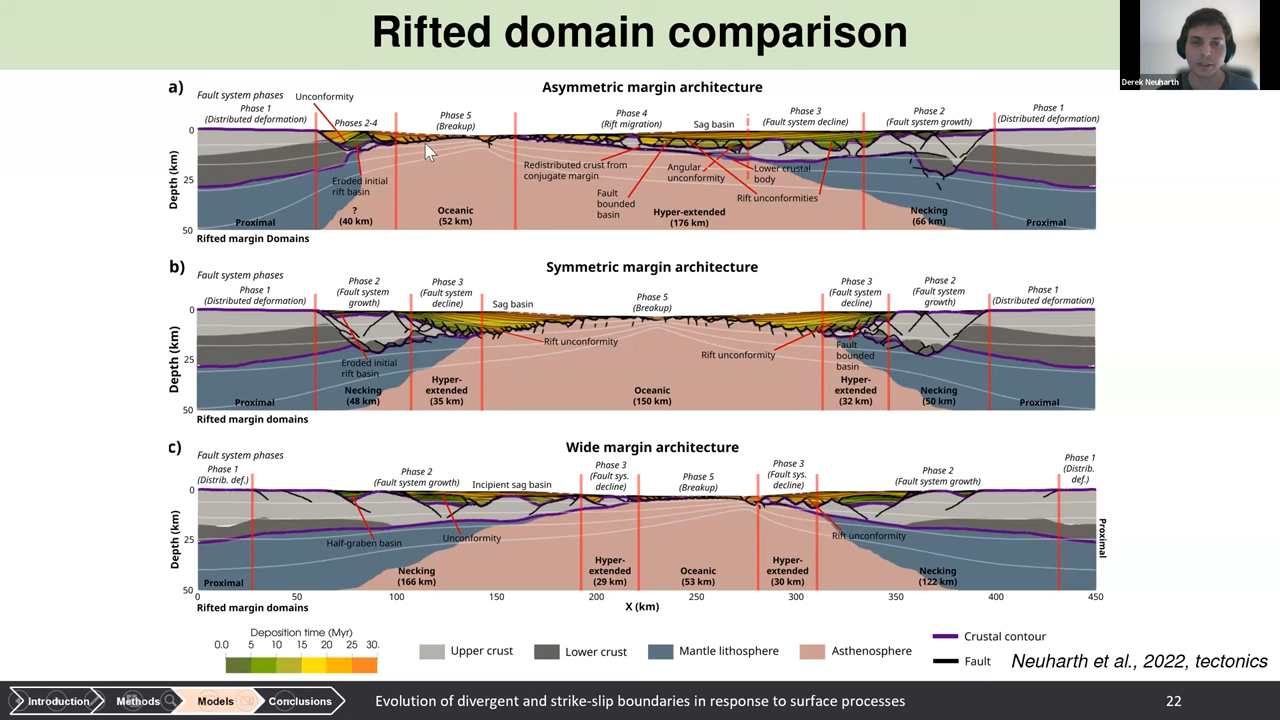 Rifted domain comparison
Derek Neuharth
a)
Asymmetric margin architecture
Fault system phases
Unconformity
Phase 1
(Distributed deformation)
Phases 2-4
Phase 5
(Breakup)
Phase 4
(Rift migration)
Sag basin
Phase 3
(Fault system decline)
Phase 2
(Fault system growth)
Phase 1
(Distributed deformation)
0
25
50
Depth (km)
Eroded initial
rift basin
Redistributed crust from
conjugate margin
Fault
bounded
basin
Angular
unconformity
Lower crustal
body
Rift unconformities
Proximal
?
(40 km)
Oceanic
(52 km)
Hyper-extended
(176 km)
Necking
(66 km)
Proximal
Rifted margin Domains
b)
Symmetric margin architecture
Fault system phases
Phase 1
(Distributed deformation)
Phase 2
(Fault system
growth)
Phase 3
(Fault system
decline)
Sag basin
Phase 5
(Breakup)
Phase 3
(Fault system
decline)
Phase 2
(Fault system
growth)
Phase 1
(Distributed deformation)
0
25
50
Depth (km)
Eroded initial
rift basin
Rift unconformity
Rift unconformity
Fault
bounded
basin
Proximal
Necking
(48 km)
Hyper-
extended
(35 km)
Oceanic
(150 km)
Hyper-
extended
(32 km)
Necking
(50 km)
Proximal
Rifted margin domains
c)
Wide margin architecture
Fault system phases
Phase 1
(Distrib. def.)
Phase 2
(Fault system growth)
Incipient sag basin
Phase 3
(Fault sys.
decline)
Phase 5
(Breakup)
Phase 3
(Fault sys.
decline)
Phase 2
(Fault system growth)
Phase 1
(Distrib.
def.)
0
25
50
Depth (km)
Half-graben basin
Unconformity
Rift unconformity
Proximal
Necking
(166 km)
Hyper-
extended
(29 km)
Oceanic
(53 km)
Hyper-
extended
(30 km)
Necking
(122 km)
Proximal
0 50 100 150 200 250 300 350 400 450
Rifted margin domains
X (km)
Deposition time (Myr)
0.0 5 10 15 20 25 30.
Upper crust
Lower crust
Mantle lithosphere
Asthenosphere
Crustal contour
Fault
Neuharth et al., 2022, tectonics
Introduction
Methods
Models
Conclusions
Evolution of divergent and strike-slip boundaries in response to surface processes
22